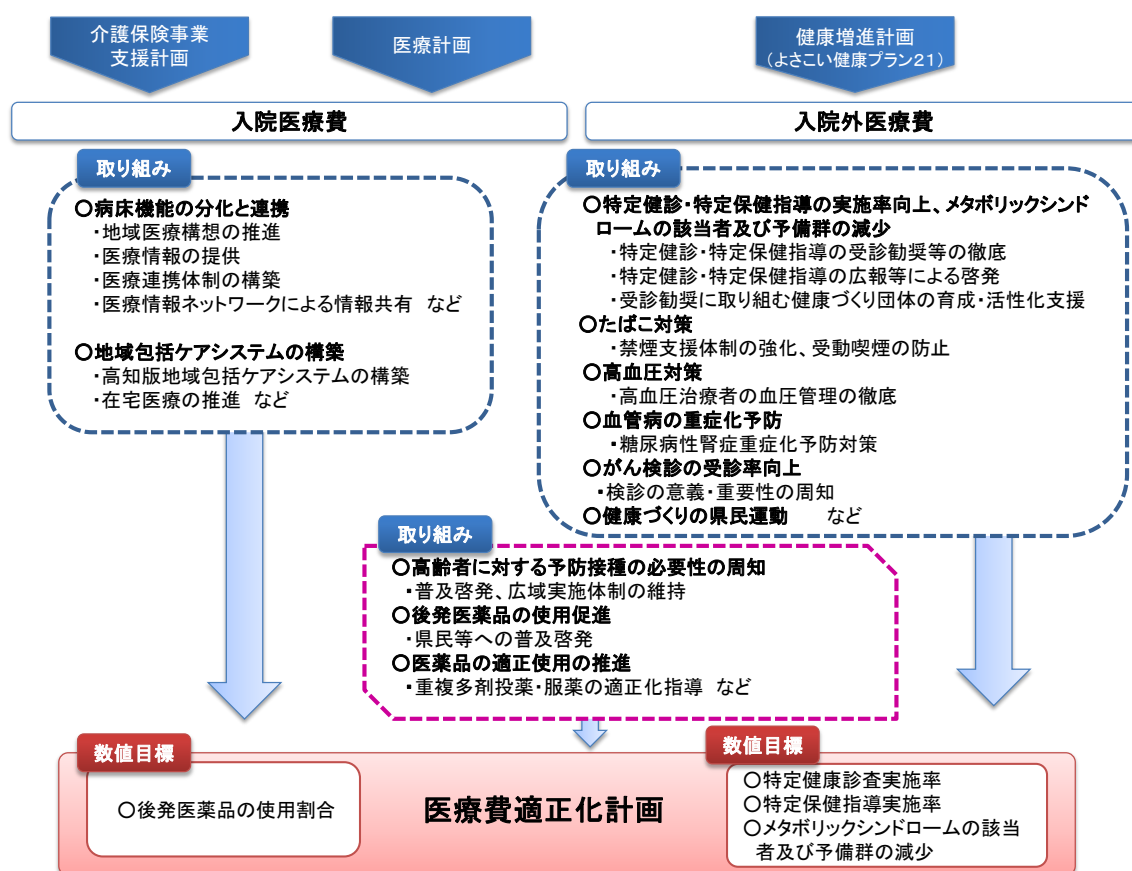 介護保険事業
支援計画
医療計画
健康増進計画
(よさこい健康プラン21)
入院医療費
入院外医療費
取り組み
〇病床機能の分化と連携
・地域医療構想の推進
・医療情報の提供
・医療連携体制の構築
・医療情報ネットワークによる情報共有 など
〇地域包括ケアシステムの構築
・高知版地域包括ケアシステムの構築
・在宅医療の推進 など
取り組み
〇特定健診・特定保健指導の実施率向上、メタボリックシンド
ロームの該当者及び予備群の減少
・特定健診・特定保健指導の受診勧奨等の徹底
・特定健診・特定保健指導の広報等による啓発
・受診勧奨に取り組む健康づくり団体の育成・活性化支援
〇たばこ対策
・禁煙支援体制の強化、受動喫煙の防止
〇高血圧対策
・高血圧治療者の血圧管理の徹底
〇血管病の重症化予防
・糖尿病性腎症重症化予防対策
〇がん検診の受診率向上
・検診の意義・重要性の周知
〇健康づくりの県民運動 など
取り組み
〇高齢者に対する予防接種の必要性の周知
・普及啓発、広域実施体制の維持
〇後発医薬品の使用促進
・県民等への普及啓発
〇医薬品の適正使用の推進
・重複多剤投薬・服薬の適正化指導 など
数値目標
〇後発医薬品の使用割合
医療費適正化計画
数値目標
〇特定健康診査実施率
〇特定保健指導実施率
〇メタボリックシンドロームの該当
者及び予備群の減少